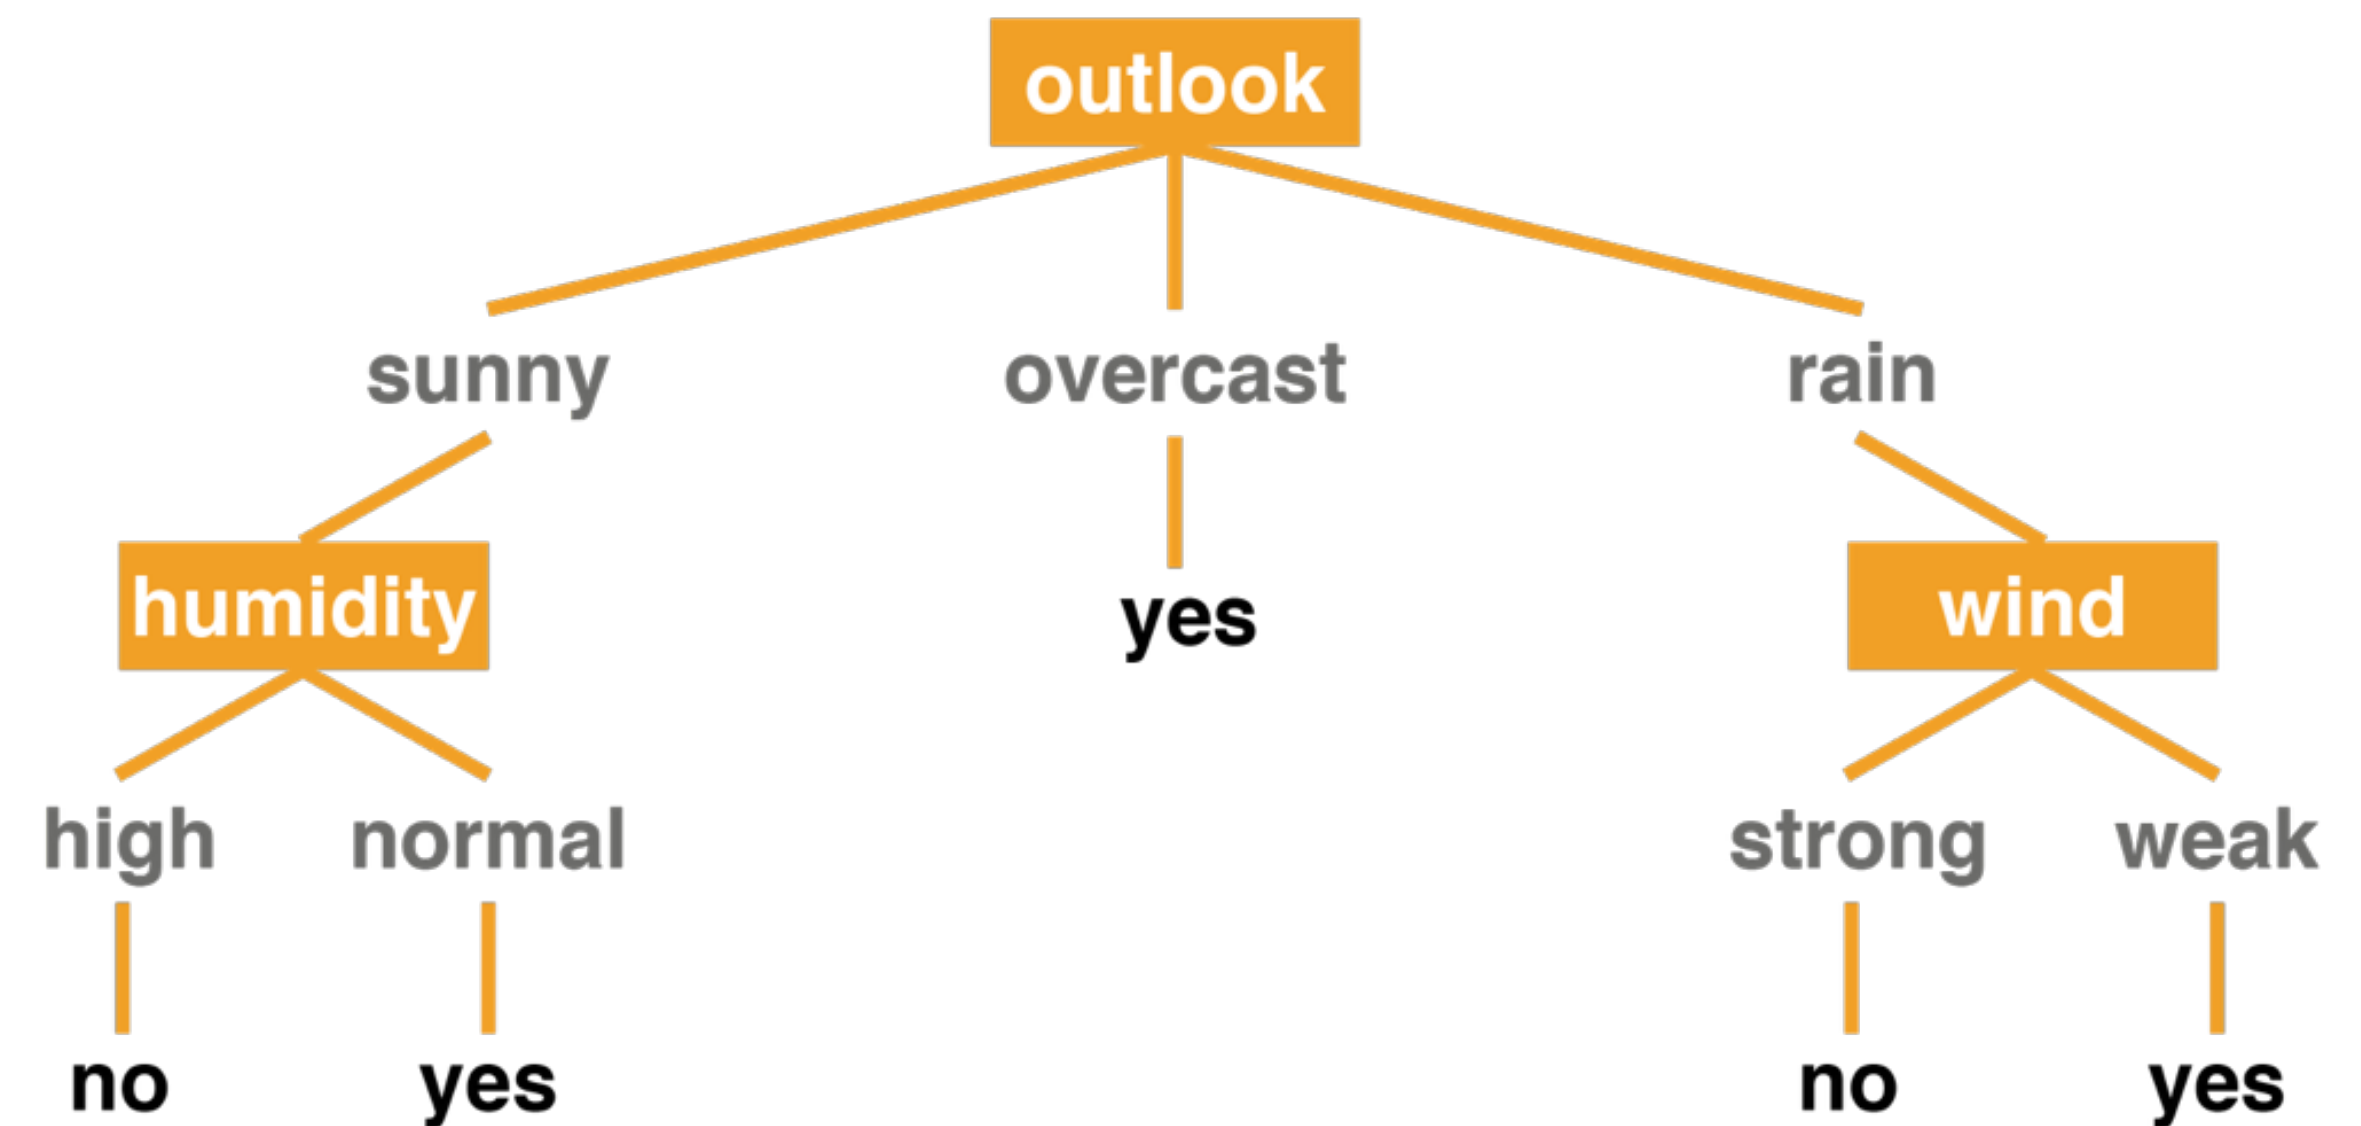 outlook
sunny overcast rain
humidity yes wind
high normal strong weak
no yes no yes